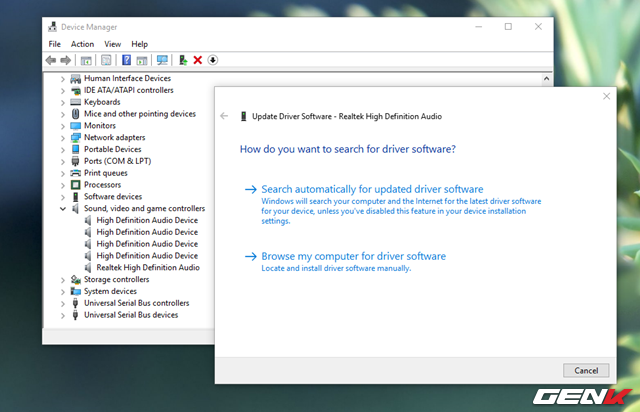 Device Manager
File Action View Help
Human Interface Devices
IDE ATA/ATAPI controllers
Keyboards
Mice and other pointing devices
Monitors
Network adapters
Portable Devices
Ports (COM & LPT)
Print queues
Processors
Software devices
Sound, video and game controllers
High Definition Audio Device
High Definition Audio Device
High Definition Audio Device
High Definition Audio Device
Realtek High Definition Audio
Storage controllers
System devices
Universal Serial Bus controllers
Universal Serial Bus devices
Update Driver Software - Realtek High Definition Audio
How do you want to search for driver software?
Search automatically for updated driver software
Windows will search your computer and the Internet for the latest driver software
for your device, unless you've disabled this feature in your device installation
settings.
Browse my computer for driver software
Locate and install driver software manually.
Cancel
GENK